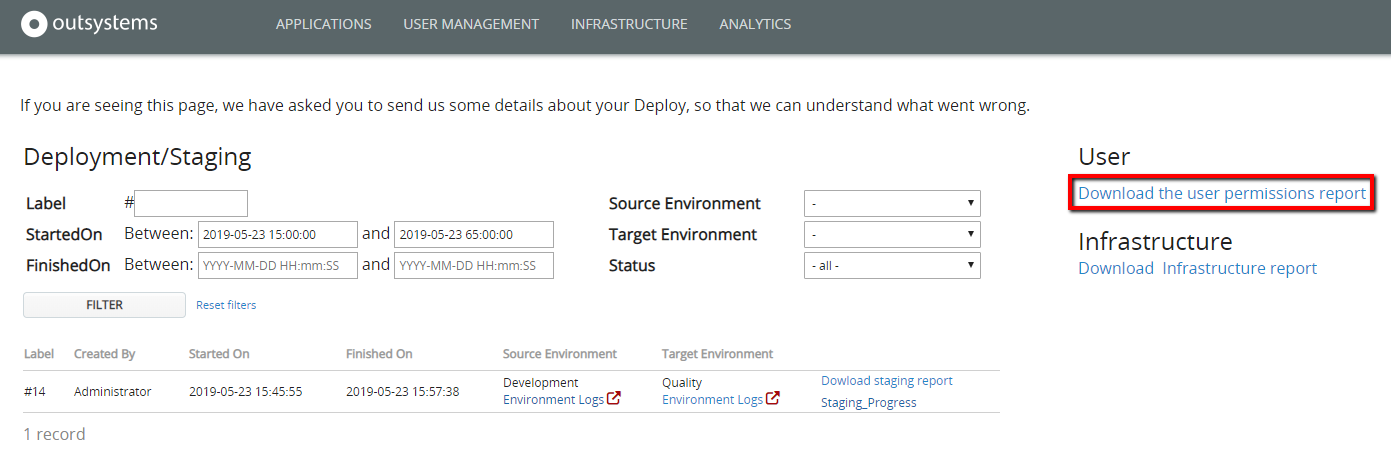 outsystems APPLICATIONS USER MANAGEMENT INFRASTRUCTURE ANALYTICS
If you are seeing this page, we have asked you to send us some details about your Deploy, so that we can understand what went wrong.
Deployment/Staging
Label #
Source Environment -
StartedOn Between: 2019-05-23 15:00:00 and 2019-05-23 65:00:00
Target Environment -
FinishedOn Between: YYYY-MM-DD HH:mm:SS and YYYY-MM-DD HH:mm:SS
Status - all -
FILTER Reset filters
Label Created By Started On Finished On Source Environment Target Environment
#14 Administrator 2019-05-23 15:45:55 2019-05-23 15:57:38
Development
Environment Logs
Quality
Environment Logs
Dowload staging report
Staging_Progress
1 record
User
Download the user permissions report
Infrastructure
Download Infrastructure report